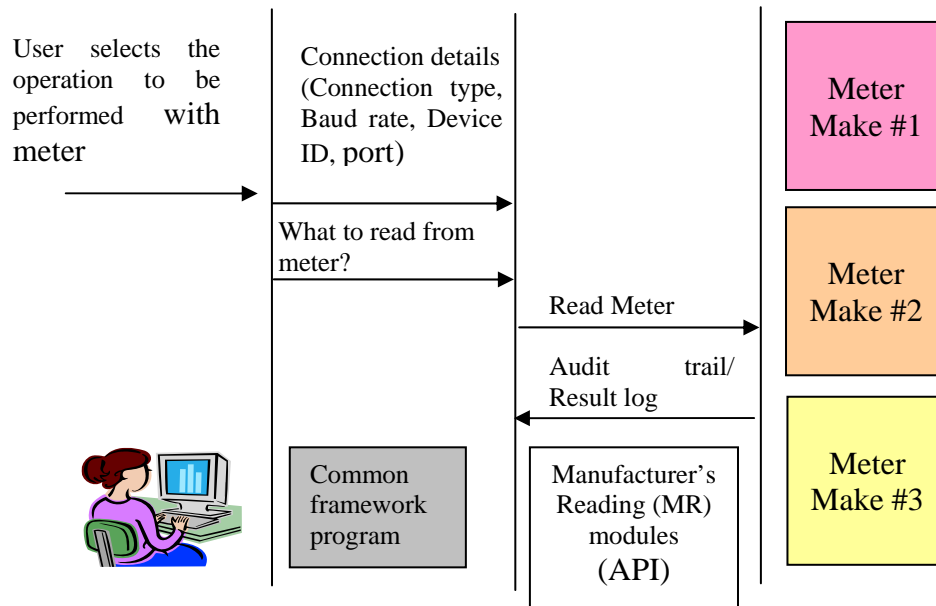 User selects the
operation to be
performed with
meter
Connection details
(Connection type,
Baud rate, Device
ID, port)
What to read from
meter?
Read Meter
Audit trail/
Result log
Common
framework
program
Manufacturer’s
Reading (MR)
modules
(API)
Meter
Make #1
Meter
Make #2
Meter
Make #3